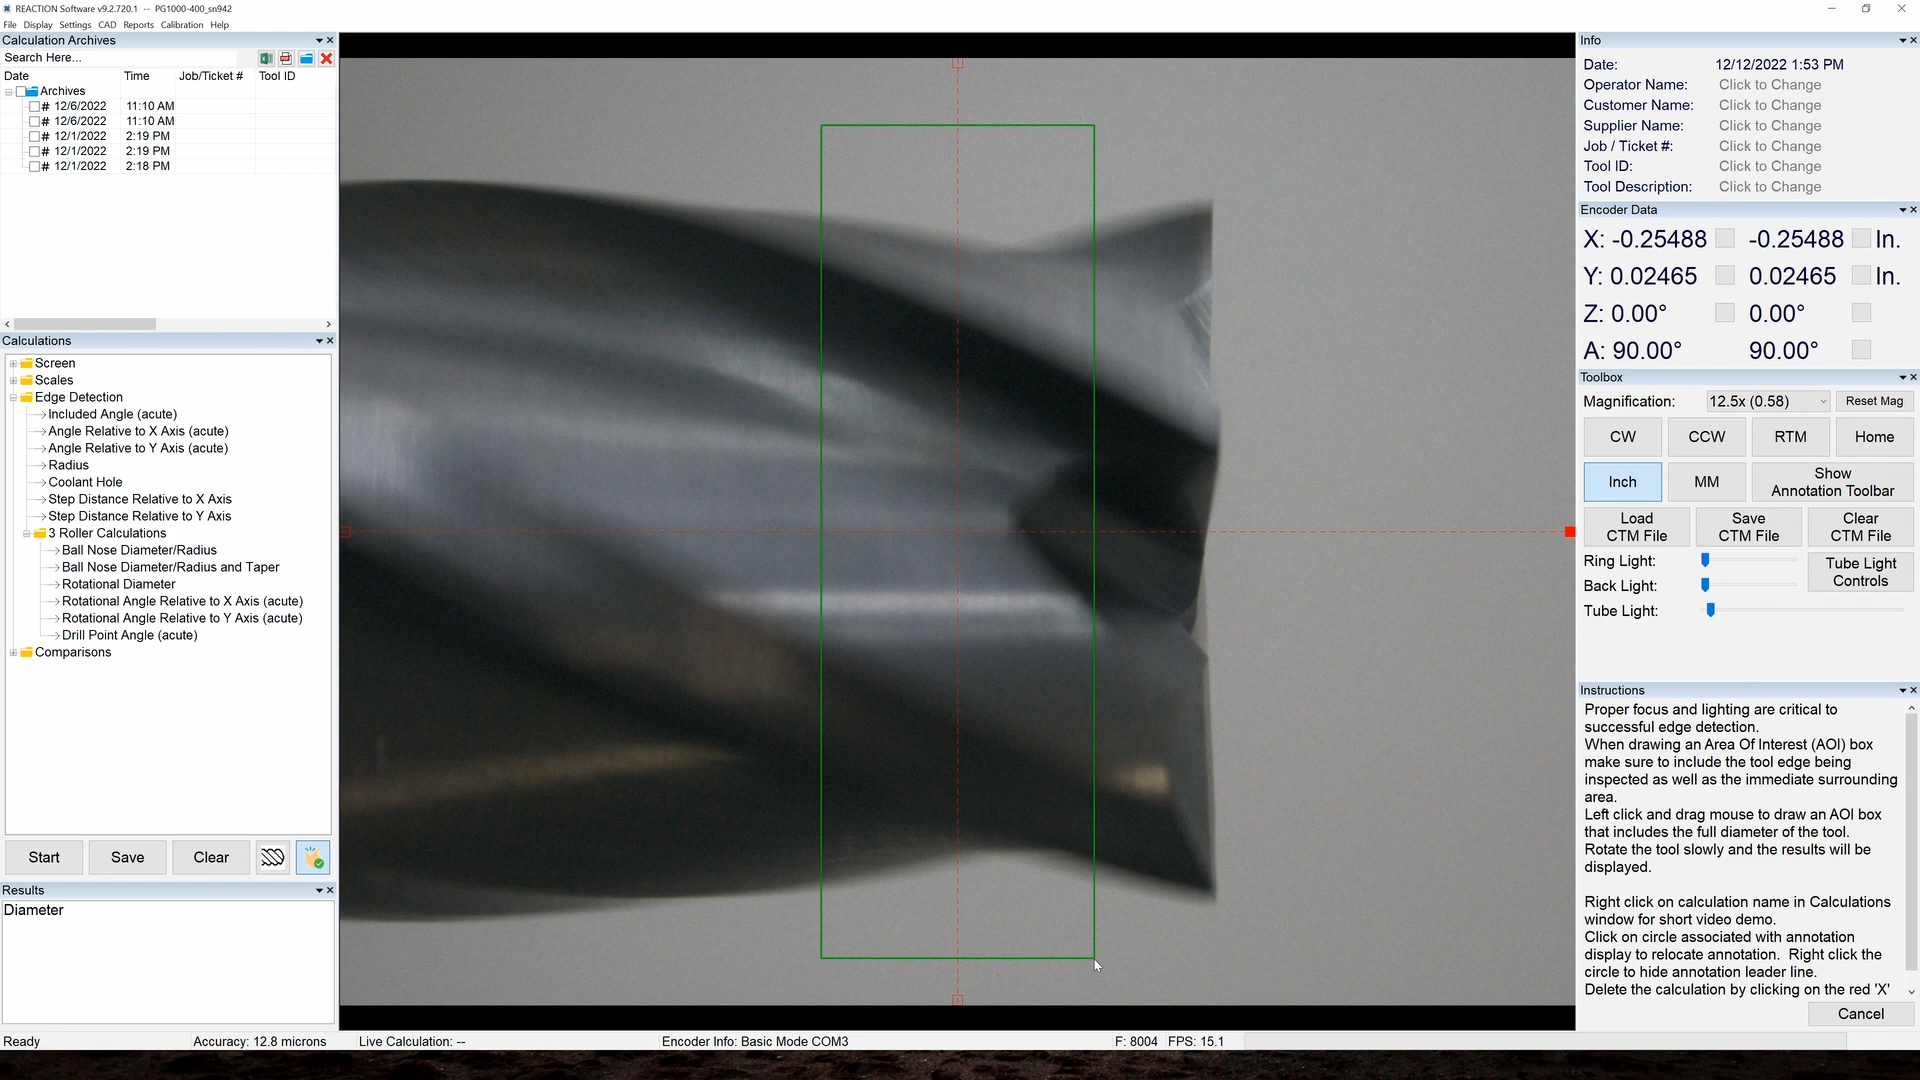 REACTION Software v9.2.720.1 -- PG1000-400_sn942
File Display Settings CAD Reports Calibration Help
Calculation Archives
Search Here...
Date Time Job/Ticket # Tool ID
Archives
# 12/6/2022 11:10 AM
# 12/6/2022 11:10 AM
# 12/1/2022 2:19 PM
# 12/1/2022 2:19 PM
# 12/1/2022 2:18 PM
Calculations
Screen
Scales
Edge Detection
Included Angle (acute)
Angle Relative to X Axis (acute)
Angle Relative to Y Axis (acute)
Radius
Coolant Hole
Step Distance Relative to X Axis
Step Distance Relative to Y Axis
3 Roller Calculations
Ball Nose Diameter/Radius
Ball Nose Diameter/Radius and Taper
Rotational Diameter
Rotational Angle Relative to X Axis (acute)
Rotational Angle Relative to Y Axis (acute)
Drill Point Angle (acute)
Comparisons
Start Save Clear
Results
Diameter
Info
Date: 12/12/2022 1:53 PM
Operator Name: Click to Change
Customer Name: Click to Change
Supplier Name: Click to Change
Job / Ticket #: Click to Change
Tool ID: Click to Change
Tool Description: Click to Change
Encoder Data
X: -0.25488 -0.25488 In.
Y: 0.02465 0.02465 In.
Z: 0.00° 0.00°
A: 90.00° 90.00°
Toolbox
Magnification: 12.5x (0.58) Reset Mag
CW CCW RTM Home
Inch MM Show
Annotation Toolbar
Load Save Clear
CTM File CTM File CTM File
Ring Light:
Back Light:
Tube Light:
Tube Light
Controls
Instructions
Proper focus and lighting are critical to
successful edge detection.
When drawing an Area Of Interest (AOI) box
make sure to include the tool edge being
inspected as well as the immediate surrounding
area.
Left click and drag mouse to draw an AOI box
that includes the full diameter of the tool.
Rotate the tool slowly and the results will be
displayed.
Right click on calculation name in Calculations
window for short video demo.
Click on circle associated with annotation
display to relocate annotation. Right click the
circle to hide annotation leader line.
Delete the calculation by clicking on the red 'X'
Cancel
Ready Accuracy: 12.8 microns Live Calculation: -- Encoder Info: Basic Mode COM3 F: 8004 FPS: 15.1